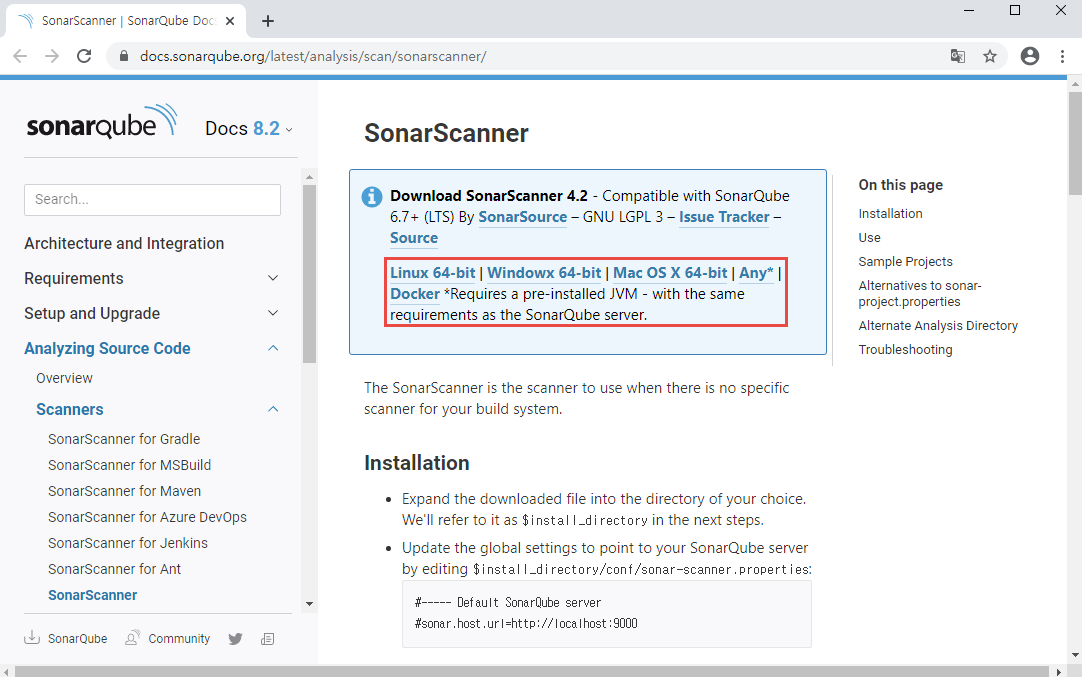 SonarScanner | SonarQube Doc
docs.sonarqube.org/latest/analysis/scan/sonarscanner/
sonarqube
Docs 8.2
Search...
Architecture and Integration
Requirements
Setup and Upgrade
Analyzing Source Code
Overview
Scanners
SonarScanner for Gradle
SonarScanner for MSBuild
SonarScanner for Maven
SonarScanner for Azure DevOps
SonarScanner for Jenkins
SonarScanner for Ant
SonarScanner
SonarQube
Community
SonarScanner
Download SonarScanner 4.2 - Compatible with SonarQube
6.7+ (LTS) By SonarSource – GNU LGPL 3 – Issue Tracker –
Source
Linux 64-bit | Windowx 64-bit | Mac OS X 64-bit | Any* |
Docker *Requires a pre-installed JVM - with the same
requirements as the SonarQube server.
The SonarScanner is the scanner to use when there is no specific
scanner for your build system.
Installation
• Expand the downloaded file into the directory of your choice.
We'll refer to it as $install_directory in the next steps.
• Update the global settings to point to your SonarQube server
by editing $install_directory/conf/sonar-scanner.properties:
#----- Default SonarQube server
#sonar.host.url=http://localhost:9000
On this page
Installation
Use
Sample Projects
Alternatives to sonar-
project.properties
Alternate Analysis Directory
Troubleshooting